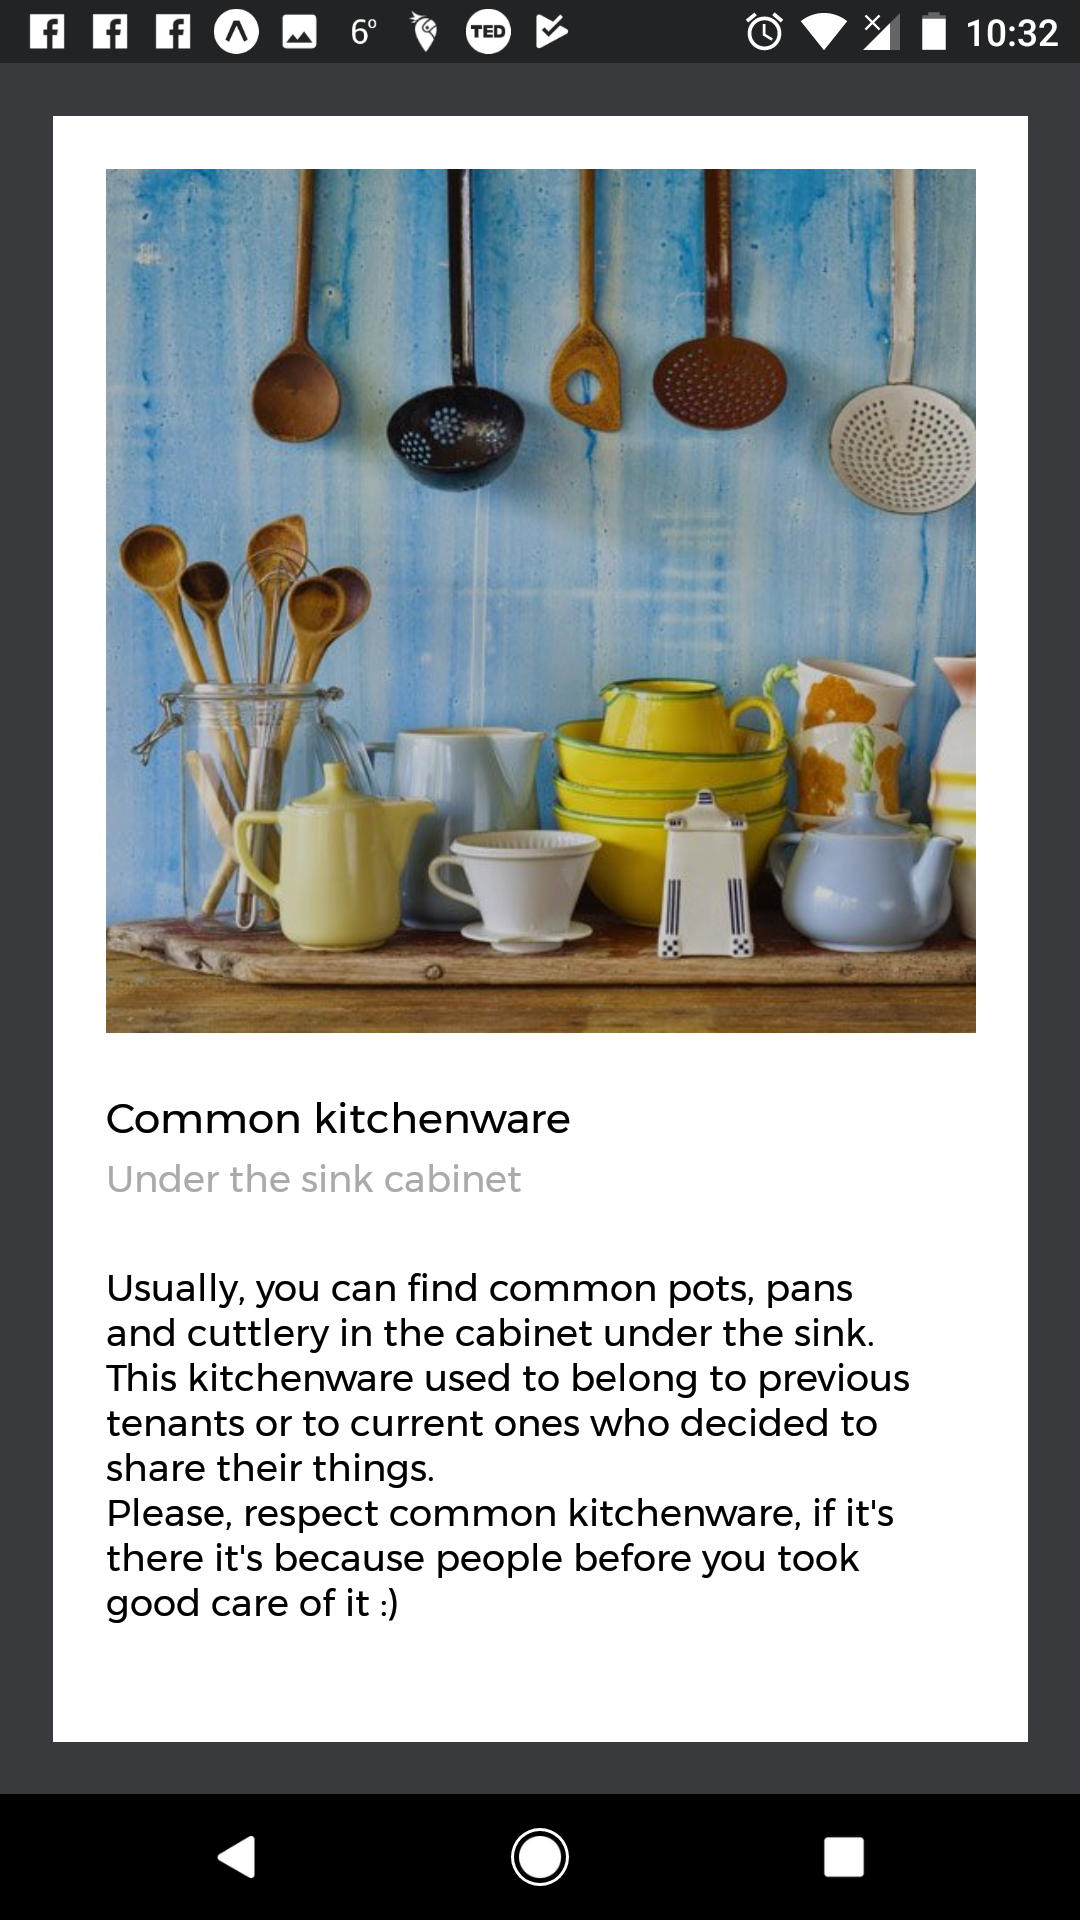 6° TED 10:32
Common kitchenware
Under the sink cabinet
Usually, you can find common pots, pans
and cuttlery in the cabinet under the sink.
This kitchenware used to belong to previous
tenants or to current ones who decided to
share their things.
Please, respect common kitchenware, if it's
there it's because people before you took
good care of it :)